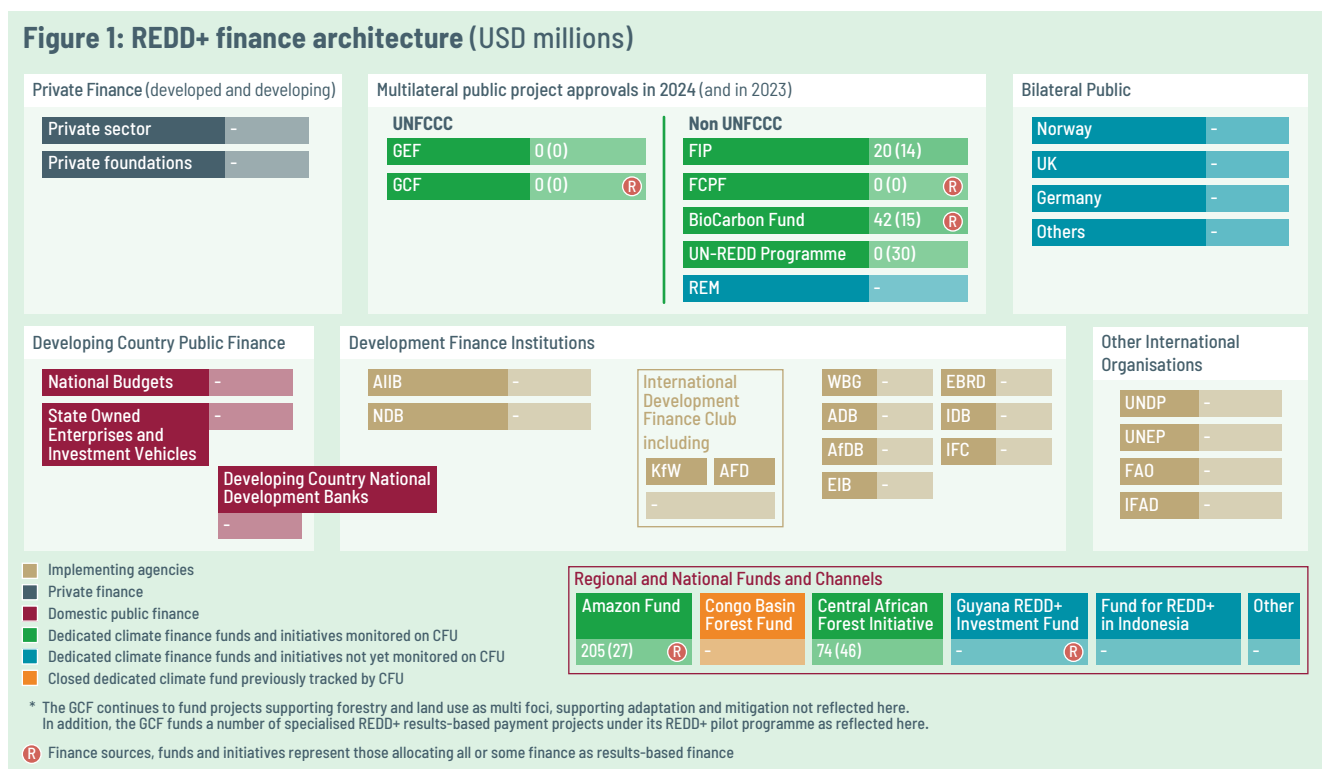 Figure 1: REDD+ finance architecture (USD millions)
Private Finance (developed and developing)
Private sector -
Private foundations -
Multilateral public project approvals in 2024 (and in 2023)
UNFCCC
GEF 0 (0)
GCF 0 (0) R
Non UNFCCC
FIP 20 (14)
FCPF 0 (0) R
BioCarbon Fund 42 (15) R
UN-REDD Programme 0 (30)
REM -
Bilateral Public
Norway -
UK -
Germany -
Others -
Developing Country Public Finance
National Budgets -
State Owned -
Enterprises and
Investment Vehicles
Developing Country National
Development Banks
-
Development Finance Institutions
AIIB -
NDB -
International
Development
Finance Club
including
KfW AFD
-
WBG - EBRD -
ADB - IDB -
AfDB - IFC -
EIB -
Other International
Organisations
UNDP -
UNEP -
FAO -
IFAD -
Implementing agencies
Private finance
Domestic public finance
Dedicated climate finance funds and initiatives monitored on CFU
Dedicated climate finance funds and initiatives not yet monitored on CFU
Closed dedicated climate fund previously tracked by CFU
Regional and National Funds and Channels
Amazon Fund
205 (27) R
Congo Basin
Forest Fund
-
Central African
Forest Initiative
74 (46)
Guyana REDD+
Investment Fund
- R
Fund for REDD+
in Indonesia
-
Other
-
* The GCF continues to fund projects supporting forestry and land use as multi foci, supporting adaptation and mitigation not reflected here.
In addition, the GCF funds a number of specialised REDD+ results-based payment projects under its REDD+ pilot programme as reflected here.
R Finance sources, funds and initiatives represent those allocating all or some finance as results-based finance